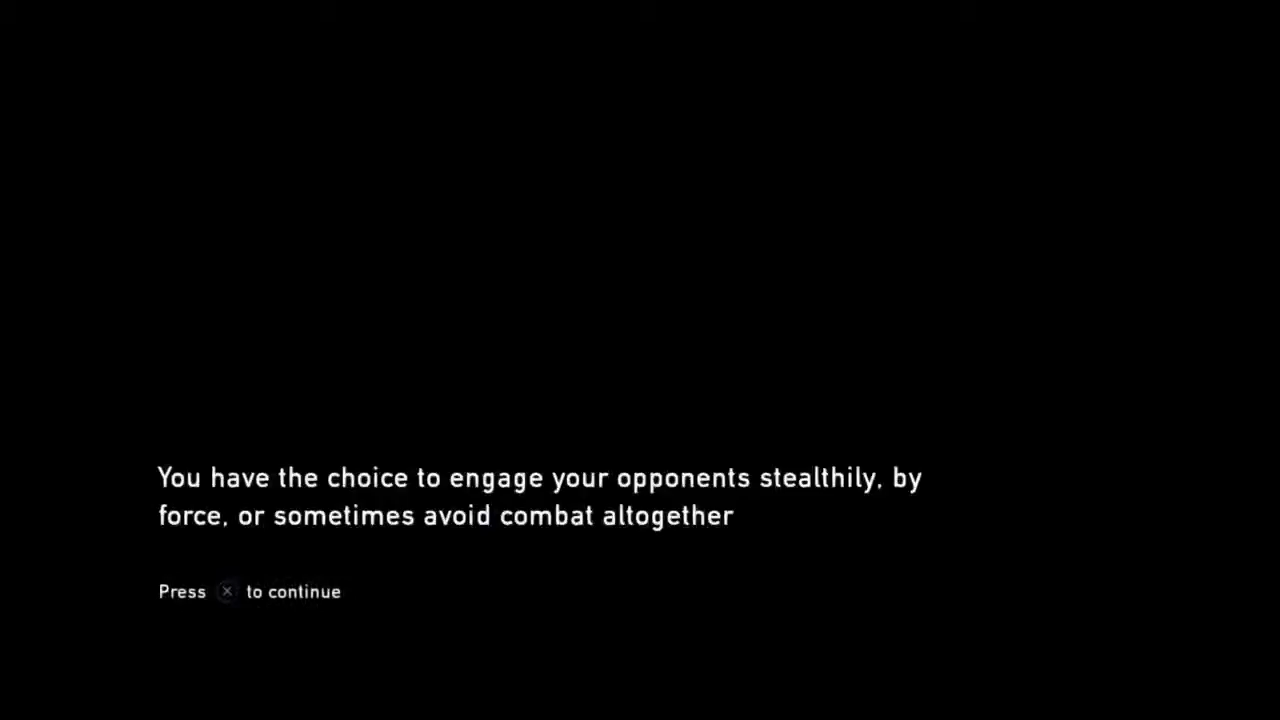 You have the choice to engage your opponents stealthily, by
force, or sometimes avoid combat altogether
Press ⓧ to continue